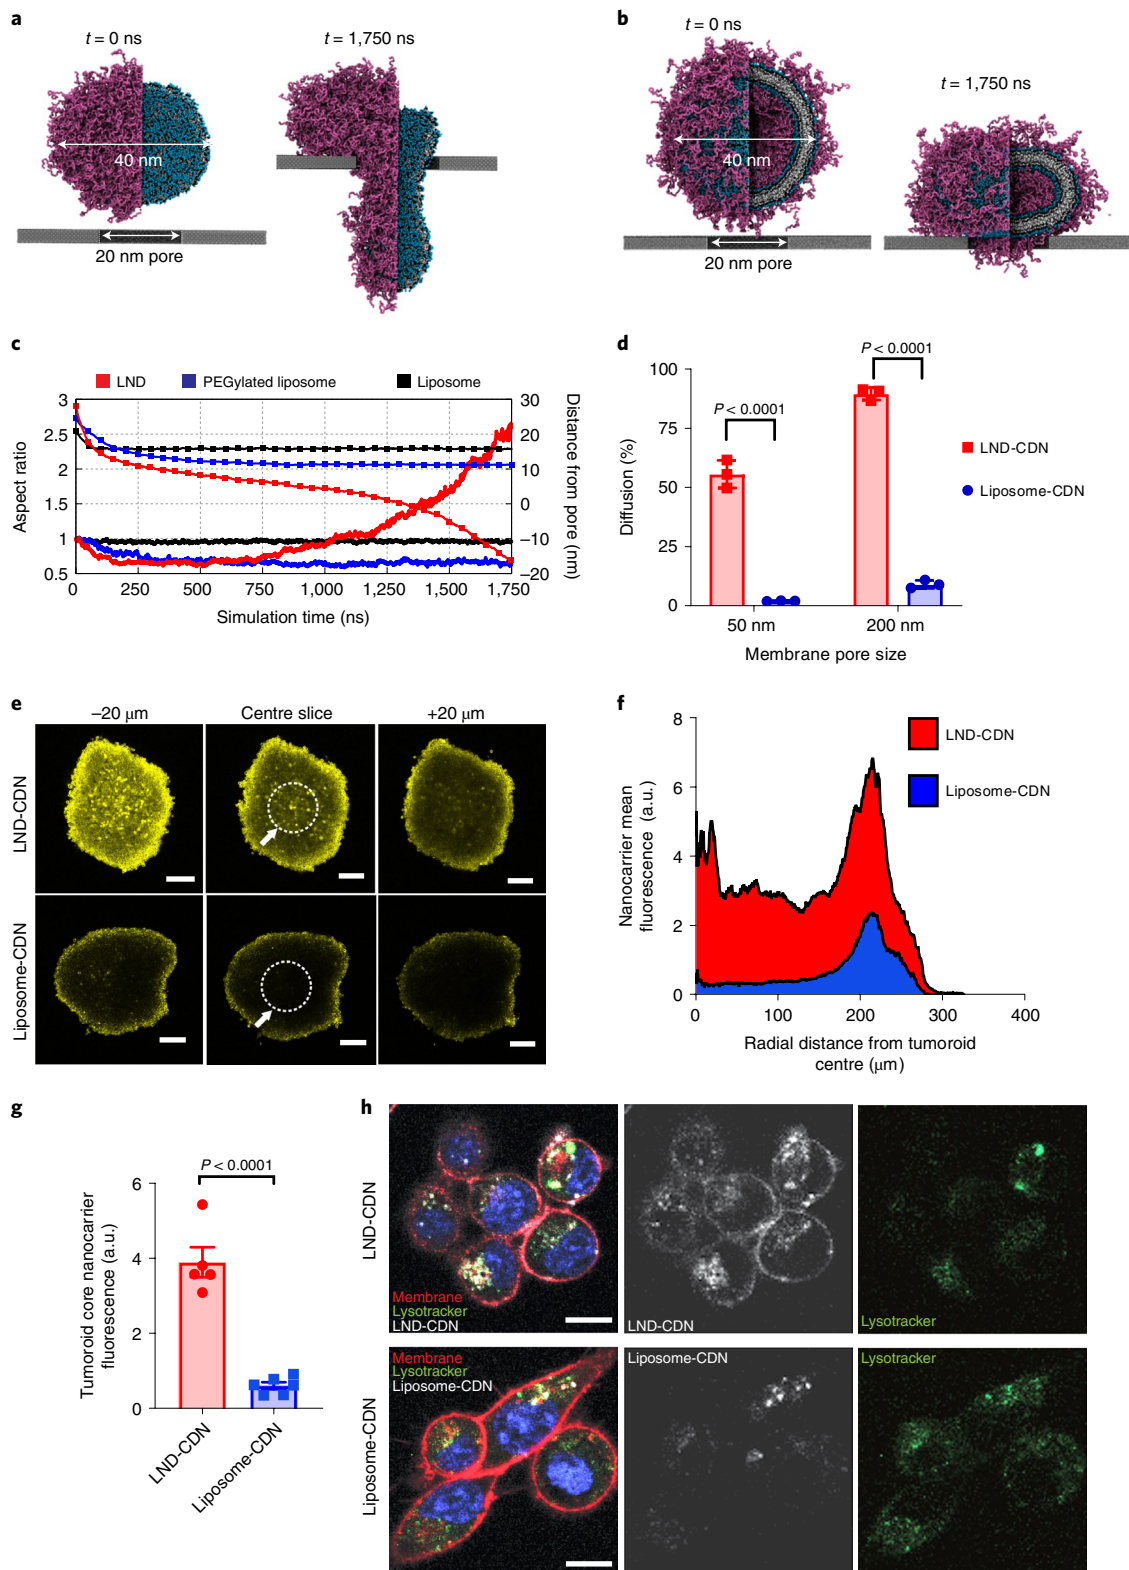 a
t = 0 ns
t = 1,750 ns
40 nm
20 nm pore
b
t = 0 ns
t = 1,750 ns
40 nm
20 nm pore
c
LND
PEGylated liposome
Liposome
3
2.5
2
1.5
1
0.5
Aspect ratio
30
20
10
0
–10
–20
Distance from pore (nm)
0
250
500
750
1,000
1,250
1,500
1,750
Simulation time (ns)
d
P < 0.0001
P < 0.0001
100
75
50
25
0
Diffusion (%)
50 nm
200 nm
Membrane pore size
LND-CDN
Liposome-CDN
e
–20 μm
Centre slice
+20 μm
LND-CDN
Liposome-CDN
f
8
6
4
2
0
Nanocarrier mean
fluorescence (a.u.)
LND-CDN
Liposome-CDN
0
100
200
300
400
Radial distance from tumoroid
centre (μm)
g
P < 0.0001
6
4
2
0
Tumoroid core nanocarrier
fluorescence (a.u.)
LND-CDN
Liposome-CDN
h
LND-CDN
Membrane
Lysotracker
LND-CDN
LND-CDN
Lysotracker
Liposome-CDN
Membrane
Lysotracker
Liposome-CDN
Liposome-CDN
Lysotracker